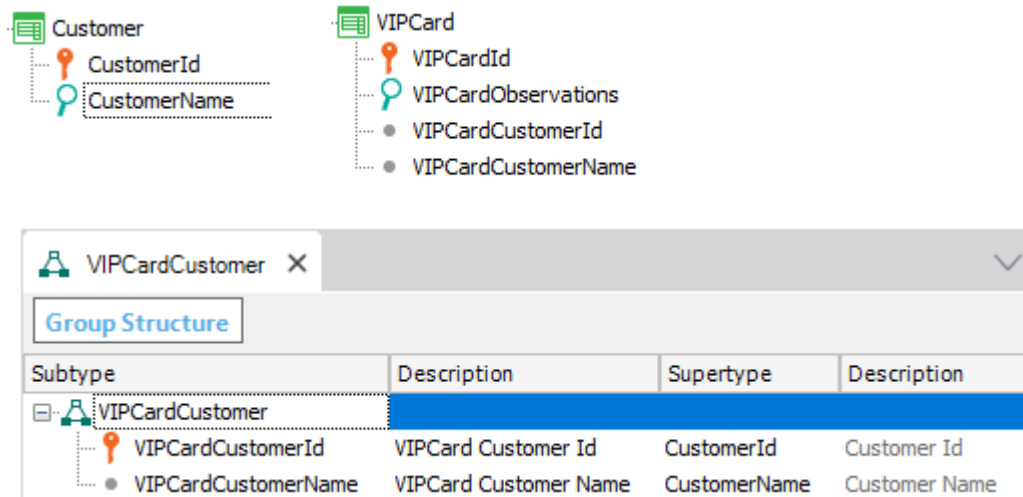 Customer
CustomerId
CustomerName
VIPCard
VIPCardId
VIPCardObservations
VIPCardCustomerId
VIPCardCustomerName
VIPCardCustomer
Group Structure
Subtype Description Supertype Description
VIPCardCustomer
VIPCardCustomerId VIPCard Customer Id CustomerId Customer Id
VIPCardCustomerName VIPCard Customer Name CustomerName Customer Name